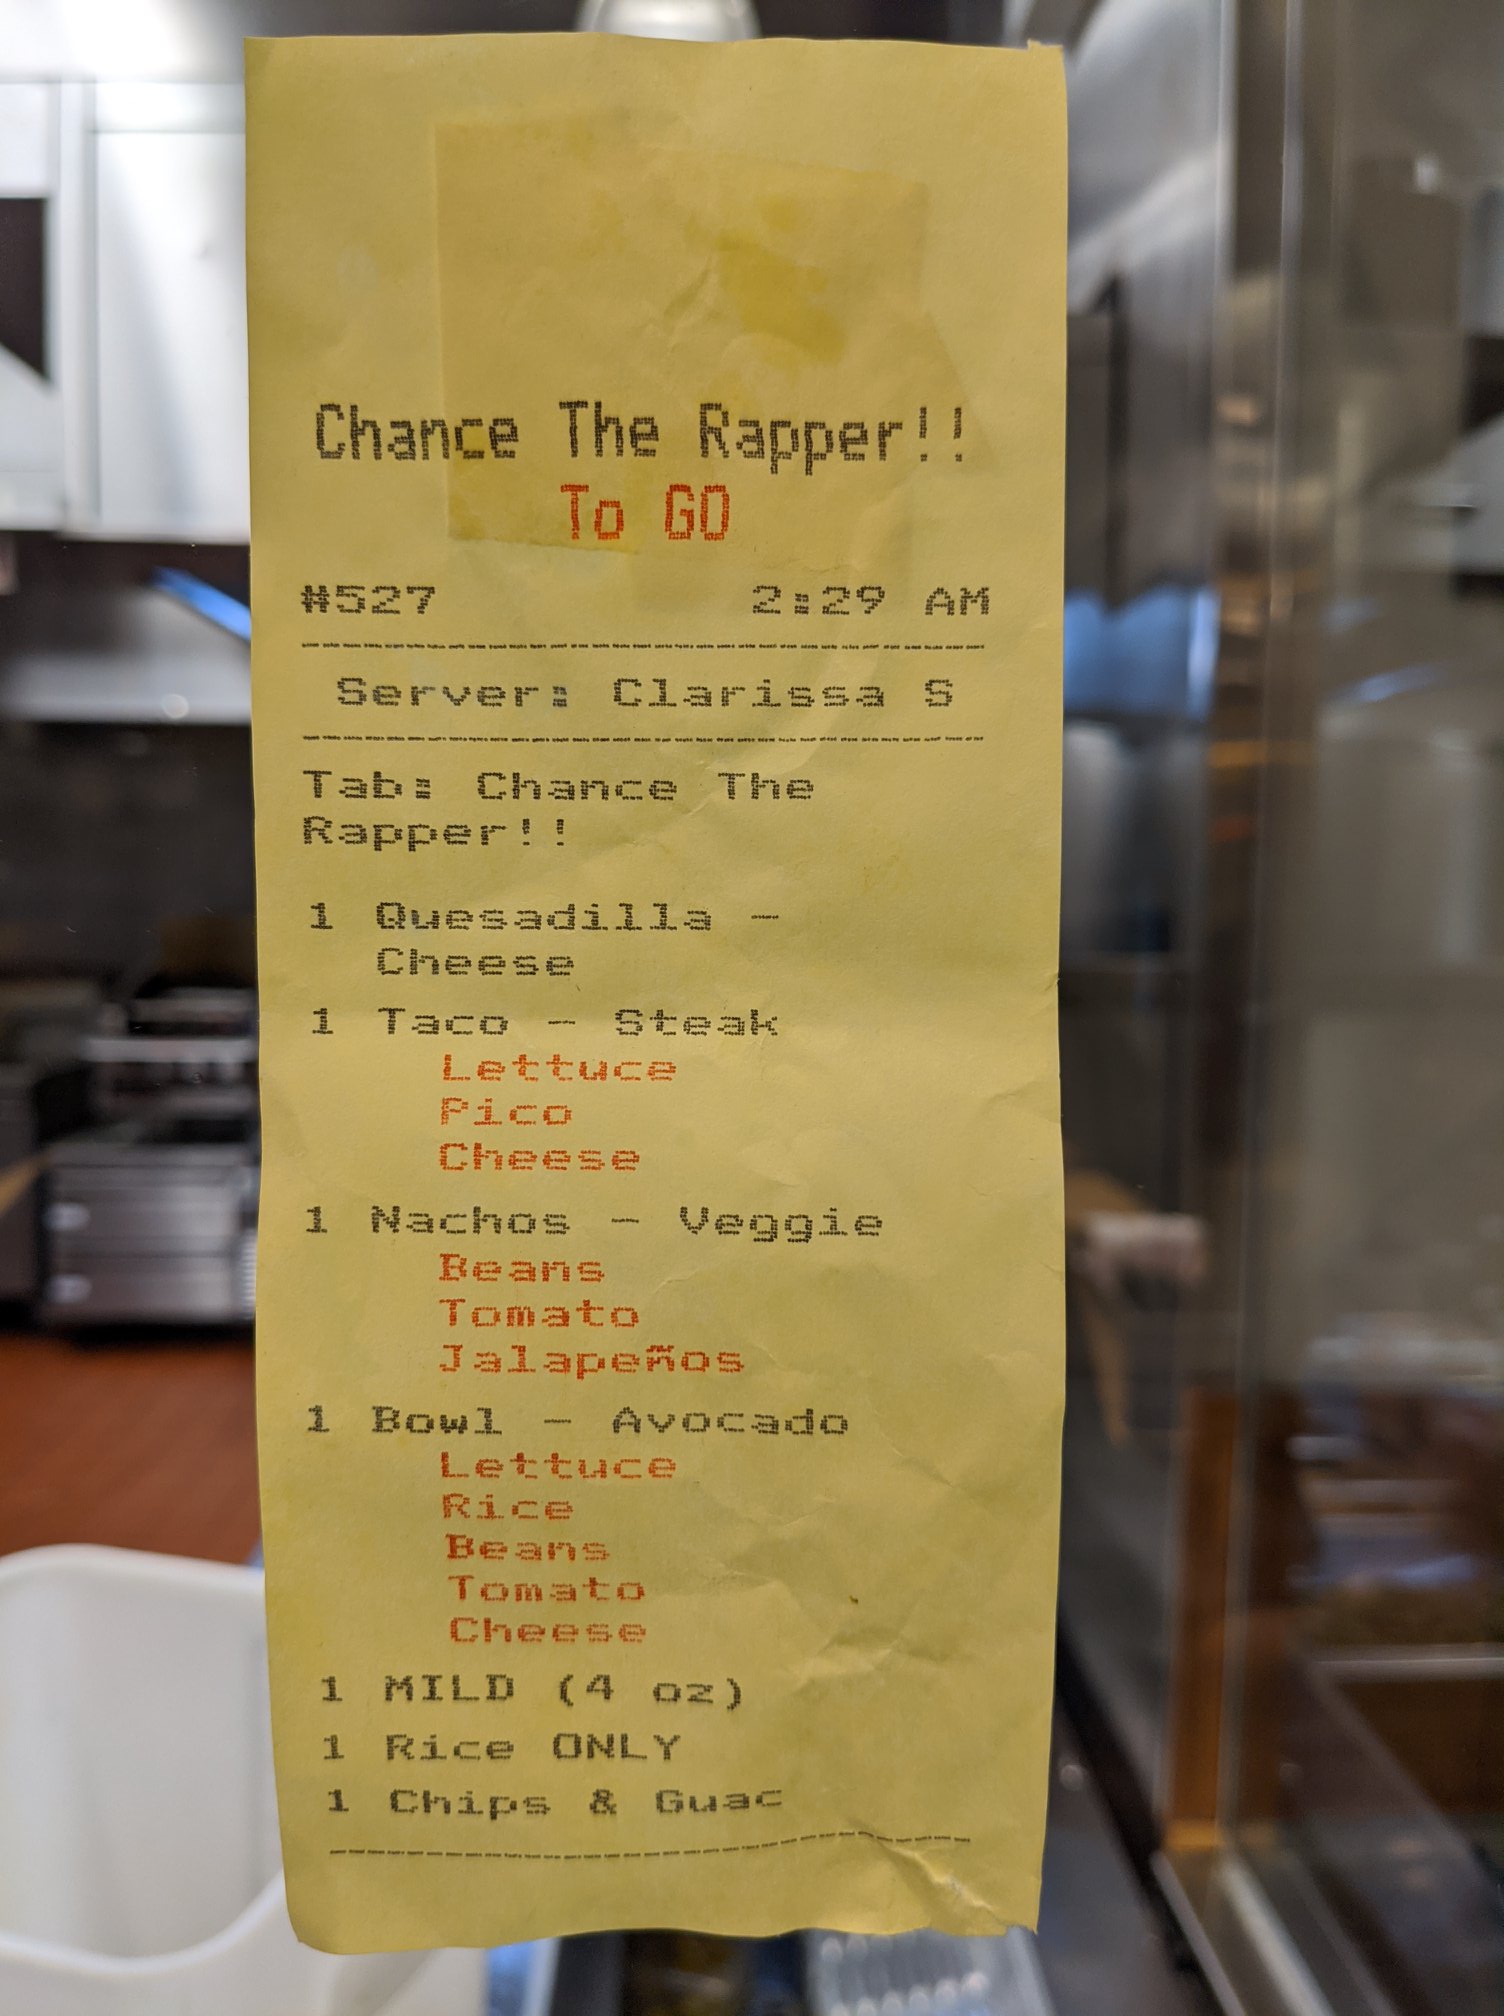 Chance The Rapper!!
To GO
#527 2:29 AM
Server: Clarissa S
Tab: Chance The
Rapper!!
1 Quesadilla -
Cheese
1 Taco - Steak
Lettuce
Pico
Cheese
1 Nachos - Veggie
Beans
Tomato
Jalapeños
1 Bowl - Avocado
Lettuce
Rice
Beans
Tomato
Cheese
1 MILD (4 oz)
1 Rice ONLY
1 Chips & Guac